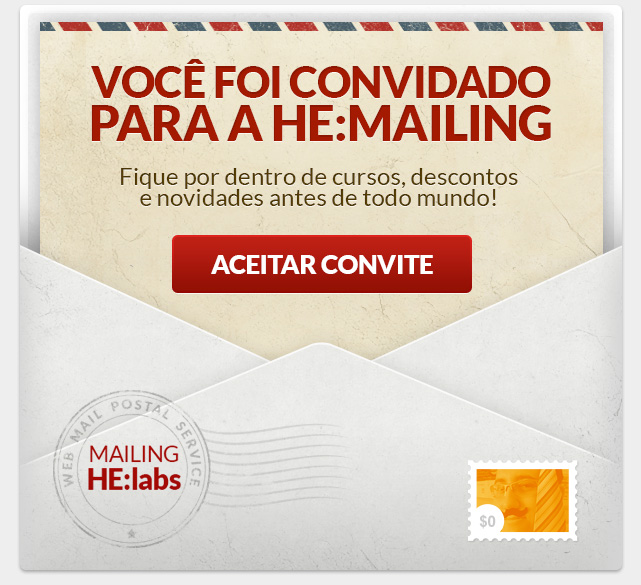 VOCÊ FOI CONVIDADO
PARA A HE:MAILING
Fique por dentro de cursos, descontos
e novidades antes de todo mundo!
ACEITAR CONVITE
WEB MAIL POSTAL SERVICE
MAILING
HE:labs
$0